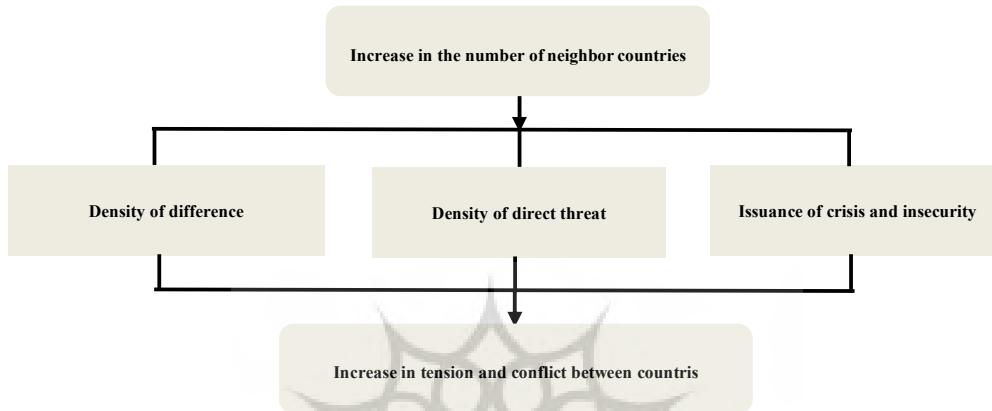 Increase in the number of neighbor countries
Density of difference
Density of direct threat
Issuance of crisis and insecurity
Increase in tension and conflict between countris